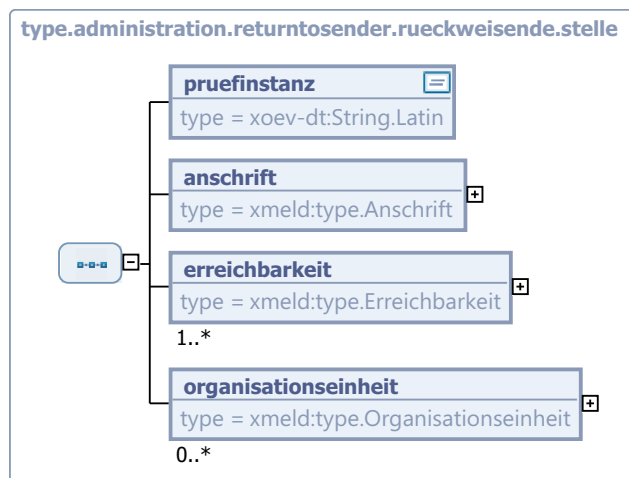 type.administration.returntosender.rueckweisende.stelle
pruefinstanz
type = xoev-dt:String.Latin
anschrift
type = xmeld:type.Anschrift
erreichbarkeit
type = xmeld:type.Erreichbarkeit
1..*
organisationseinheit
type = xmeld:type.Organisationseinheit
0..*